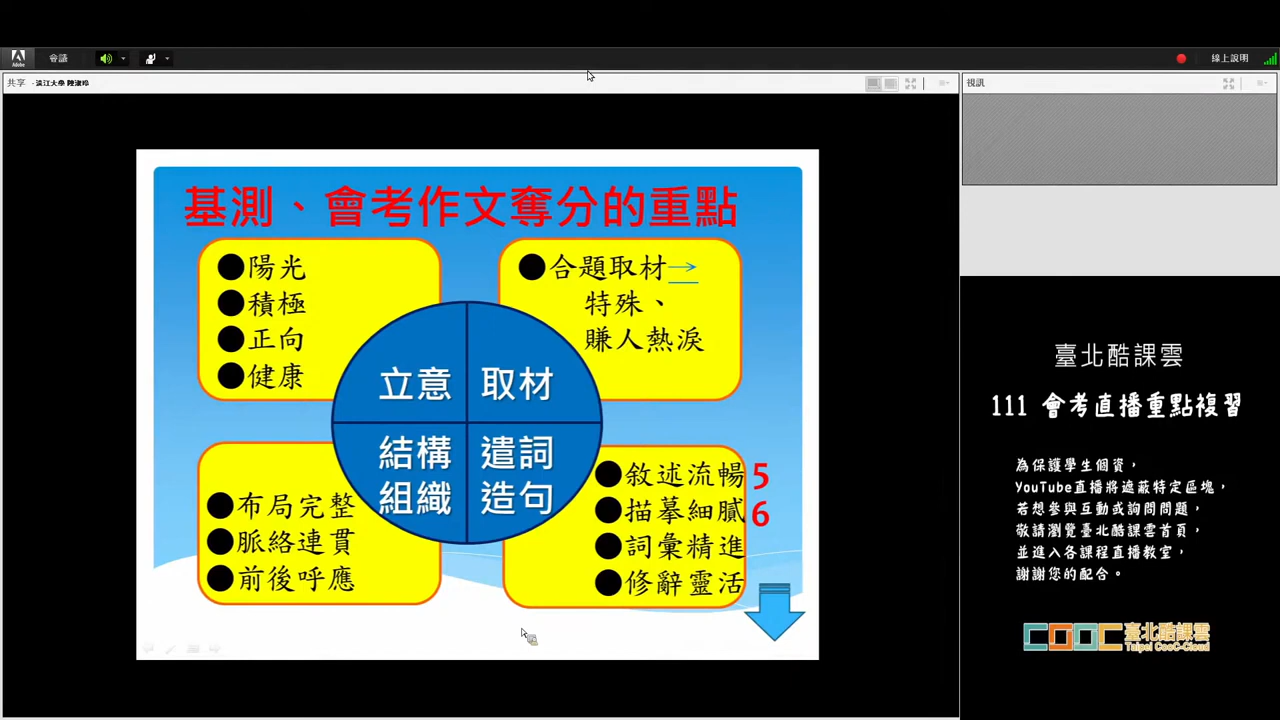 會議
線上說明
共享 - 淡江大學 陳淑玲
視訊
基測、會考作文奪分的重點
●陽光
●積極
●正向
●健康
●合題取材→
特殊、
賺人熱淚
立意
取材
結構
組織
遣詞
造句
●布局完整
●脈絡連貫
●前後呼應
●敘述流暢5
●描摹細膩6
●詞彙精進
●修辭靈活
臺北酷課雲
111 會考直播重點複習
為保護學生個資，
YouTube直播將遮蔽特定區塊，
若想參與互動或詢問問題，
敬請瀏覽臺北酷課雲首頁，
並進入各課程直播教室，
謝謝您的配合。
COOC 臺北酷課雲
Taipei CooC-Cloud